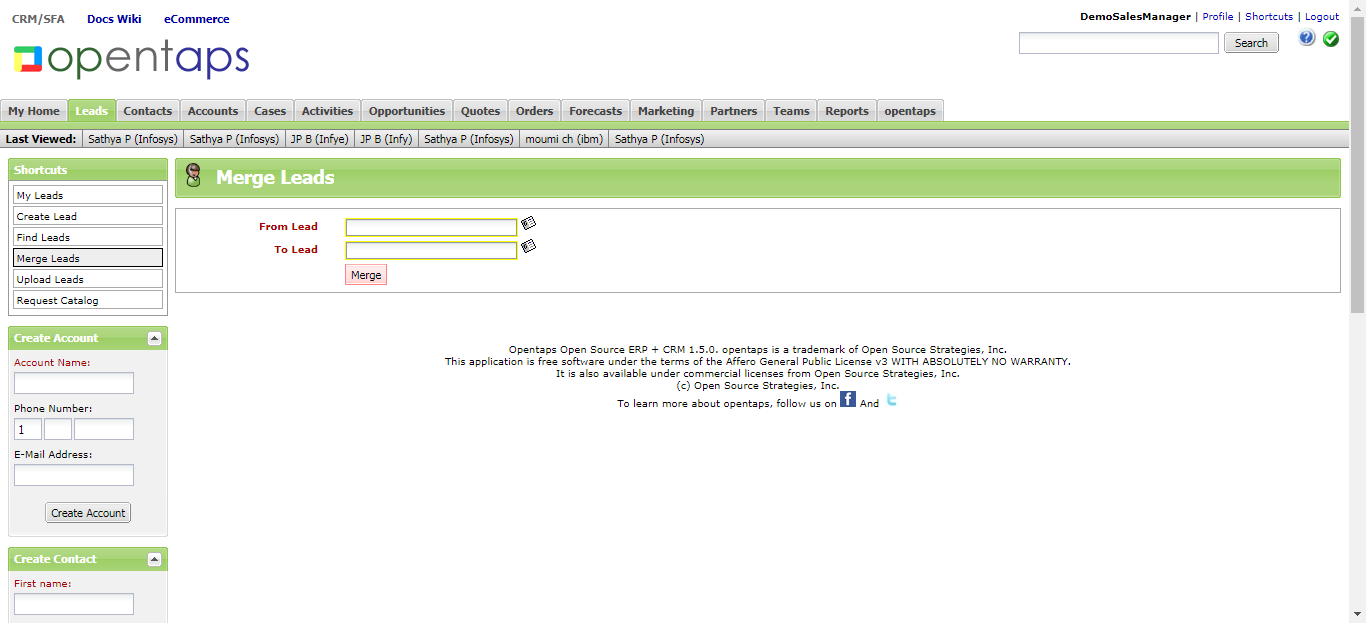 CRM/SFA Docs Wiki eCommerce
DemoSalesManager | Profile | Shortcuts | Logout
opentaps
Search
My Home Leads Contacts Accounts Cases Activities Opportunities Quotes Orders Forecasts Marketing Partners Teams Reports opentaps
Last Viewed: Sathya P (Infosys) Sathya P (Infosys) JP B (Infye) JP B (Infy) Sathya P (Infosys) moumi ch (ibm) Sathya P (Infosys)
Shortcuts
My Leads
Create Lead
Find Leads
Merge Leads
Upload Leads
Request Catalog
Create Account
Account Name:
Phone Number:
1
E-Mail Address:
Create Account
Create Contact
First name:
Merge Leads
From Lead
To Lead
Merge
Opentaps Open Source ERP + CRM 1.5.0. opentaps is a trademark of Open Source Strategies, Inc.
This application is free software under the terms of the Affero General Public License v3 WITH ABSOLUTELY NO WARRANTY.
It is also available under commercial licenses from Open Source Strategies, Inc.
(c) Open Source Strategies, Inc.
To learn more about opentaps, follow us on f And t